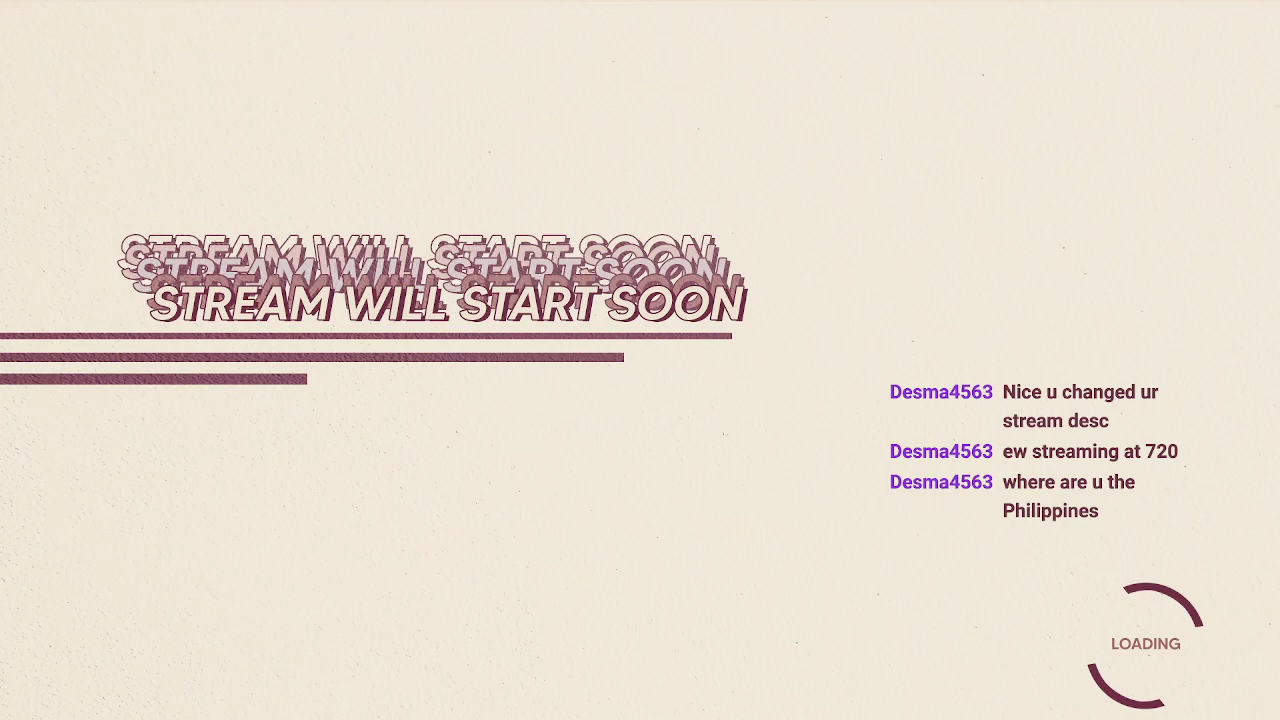 STREAM WILL START SOON
STREAM WILL START SOON
STREAM WILL START SOON
Desma4563 Nice u changed ur
stream desc
Desma4563 ew streaming at 720
Desma4563 where are u the
Philippines
LOADING